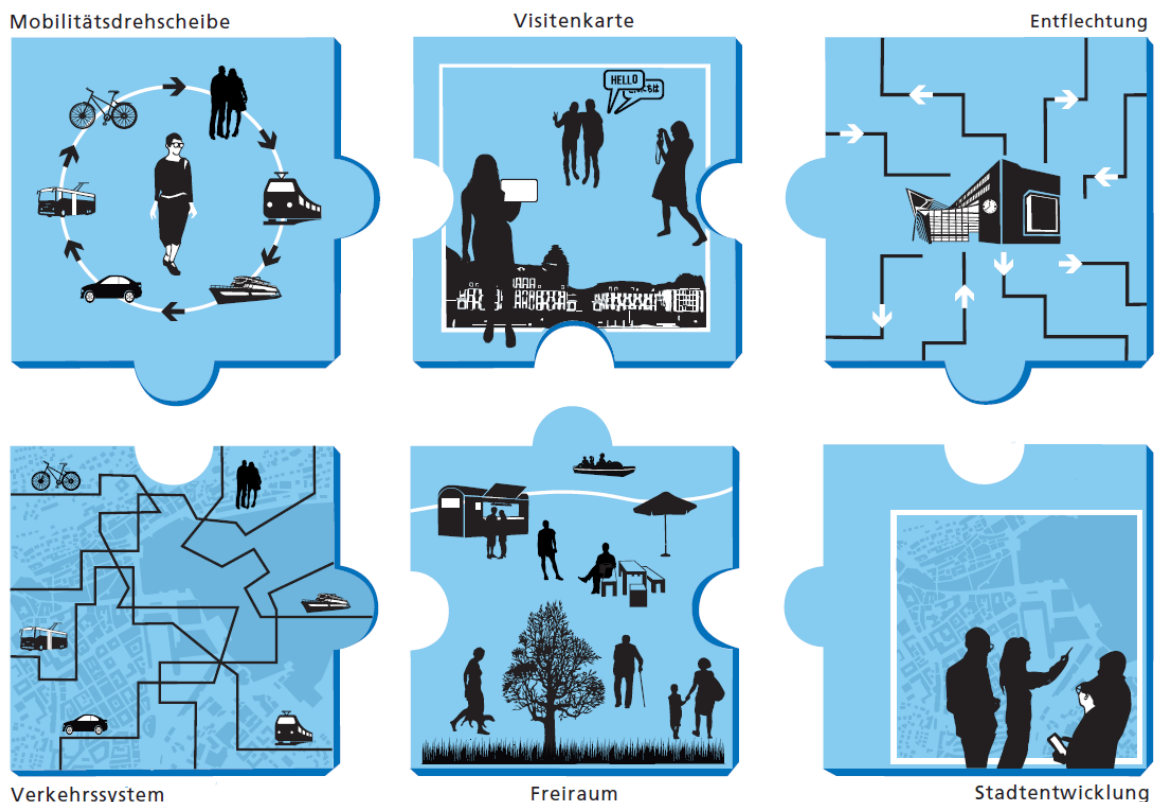 Mobilitätsdrehscheibe
Visitenkarte
Entflechtung
HELLO
Verkehrssystem
Freiraum
Stadtentwicklung